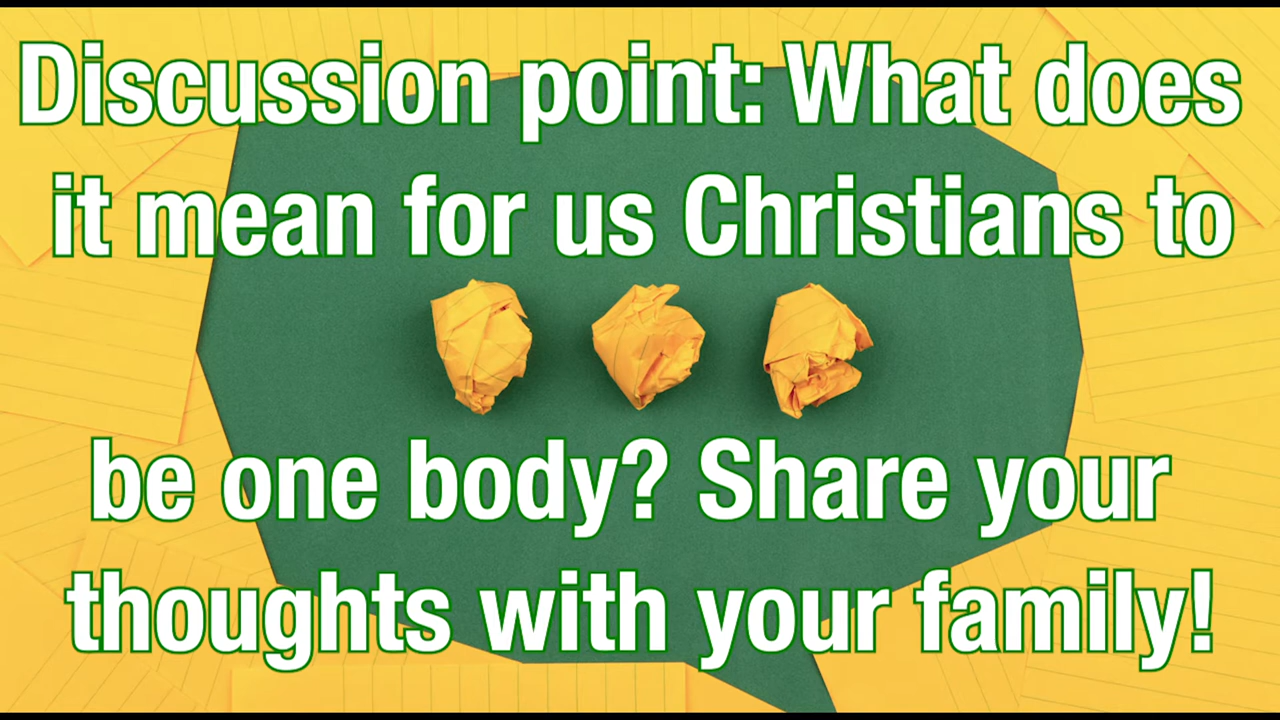 Discussion point: What does
it mean for us Christians to
be one body? Share your
thoughts with your family!